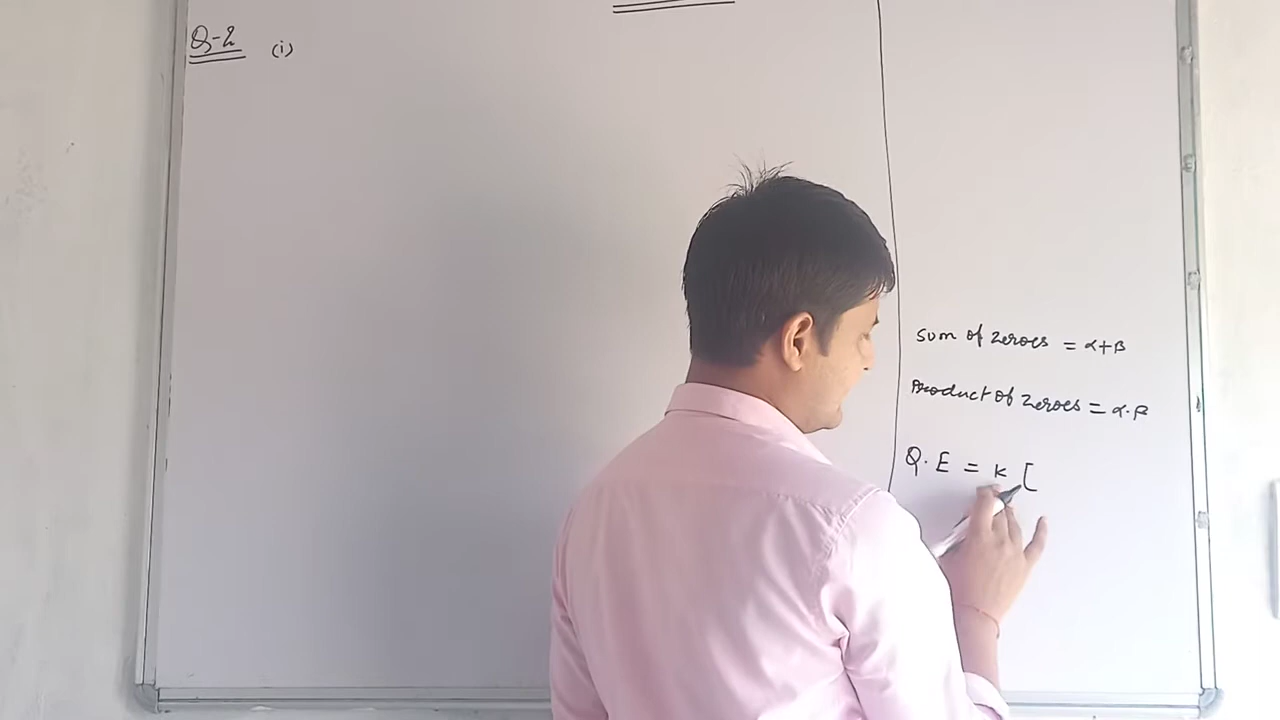 Q-2 (i)
Sum of zeroes = α+β
Product of zeroes = α.β
Q.E = K [